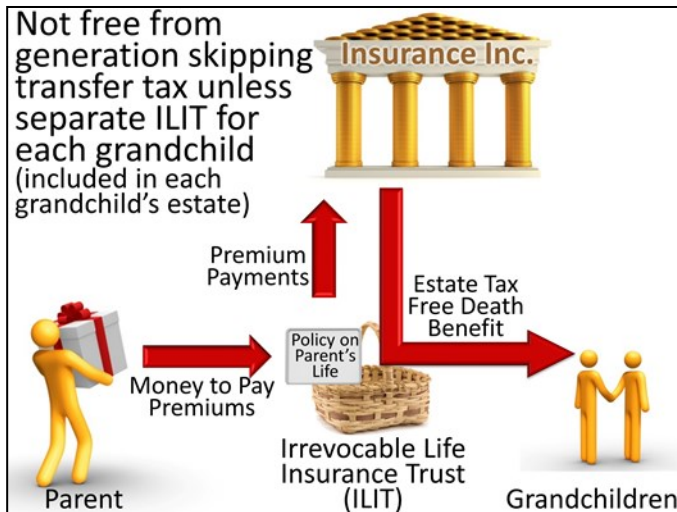 Not free from
generation skipping
transfer tax unless
separate ILIT for
each grandchild
(included in each
grandchild's estate)
Insurance Inc.
Premium
Payments
Estate Tax
Free Death
Benefit
Policy on
Parent's
Life
Money to Pay
Premiums
Irrevocable Life
Insurance Trust
(ILIT)
Parent
Grandchildren